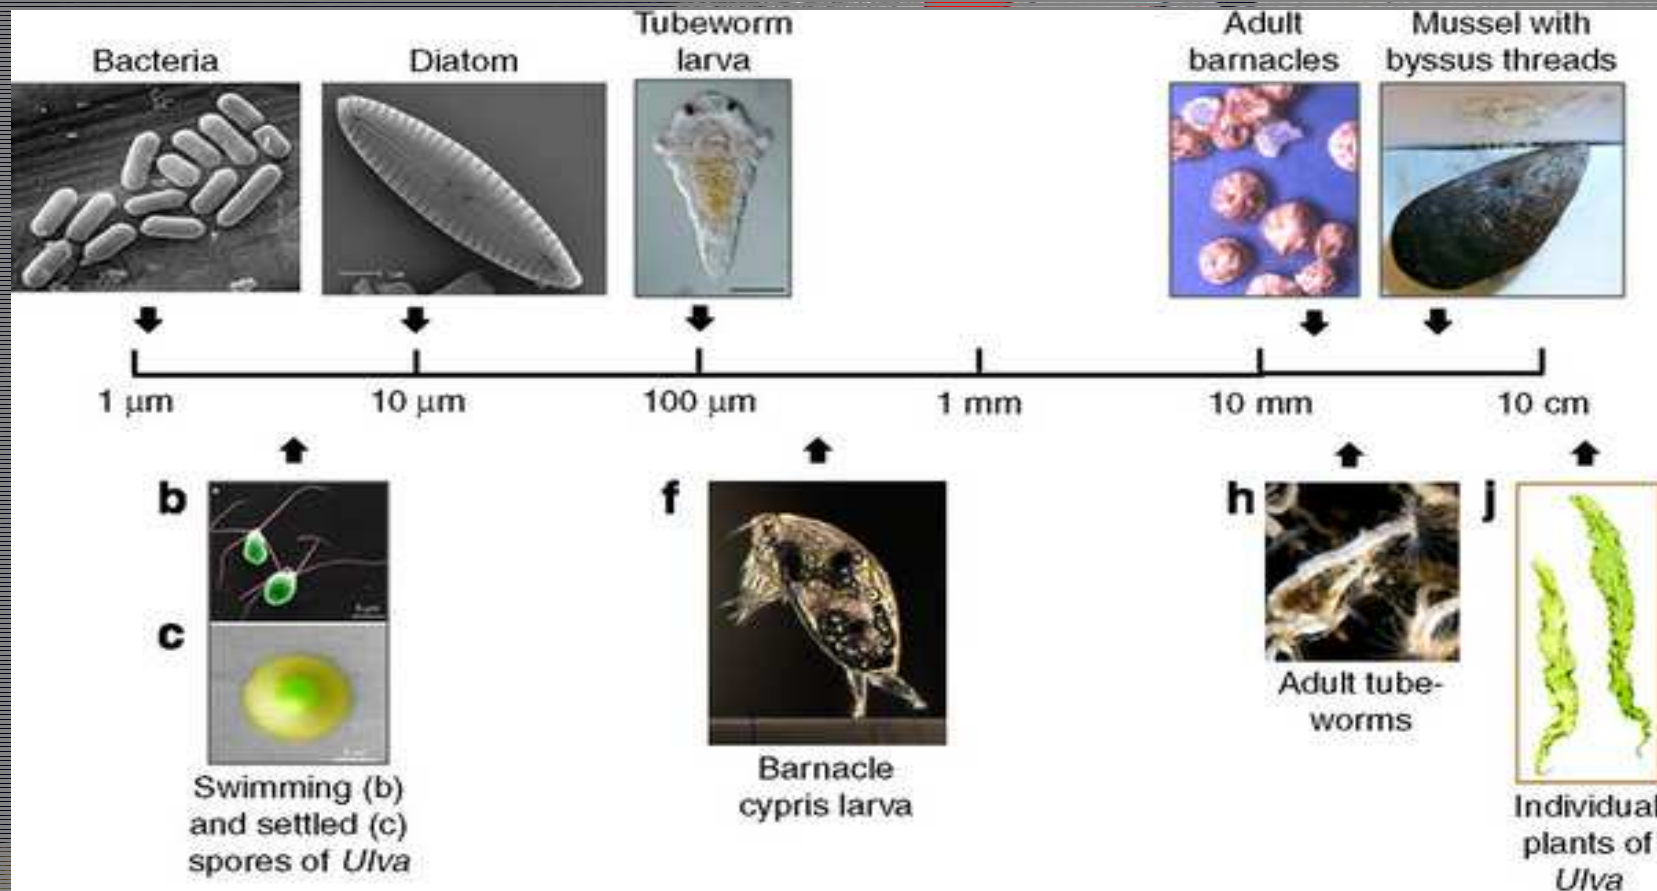 Bacteria
Diatom
Tubeworm
larva
Adult
barnacles
Mussel with
byssus threads
1 μm
10 μm
100 μm
1 mm
10 mm
10 cm
b
c
Swimming (b)
and settled (c)
spores of Ulva
f
Barnacle
cypris larva
h
Adult tube-
worms
j
Individual
plants of
Ulva